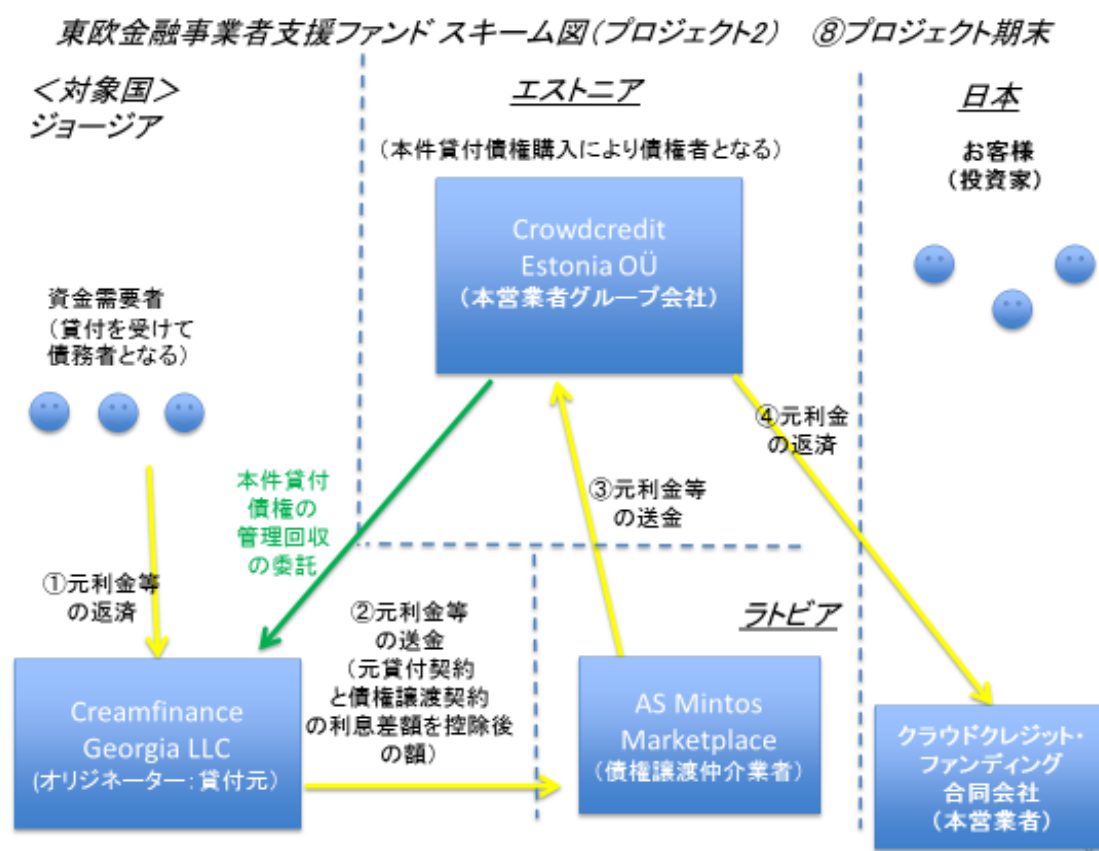 東欧金融事業者支援ファンド スキーム図(プロジェクト2) ⑧プロジェクト期末
<対象国>
ジョージア
エストニア
日本
(本件貸付債権購入により債権者となる)
お客様
(投資家)
Crowdcredit
Estonia OÜ
(本営業者グループ会社)
資金需要者
(貸付を受けて
債務者となる)
④元利金
の返済
本件貸付
債権の
管理回収
の委託
③元利金等
の送金
①元利金等
の返済
②元利金等
の送金
(元貸付契約
と債権譲渡契約
の利息差額を控除後
の額)
ラトビア
Creamfinance
Georgia LLC
(オリジネーター:貸付元)
AS Mintos
Marketplace
(債権譲渡仲介業者)
クラウドクレジット・
ファンディング
合同会社
(本営業者)